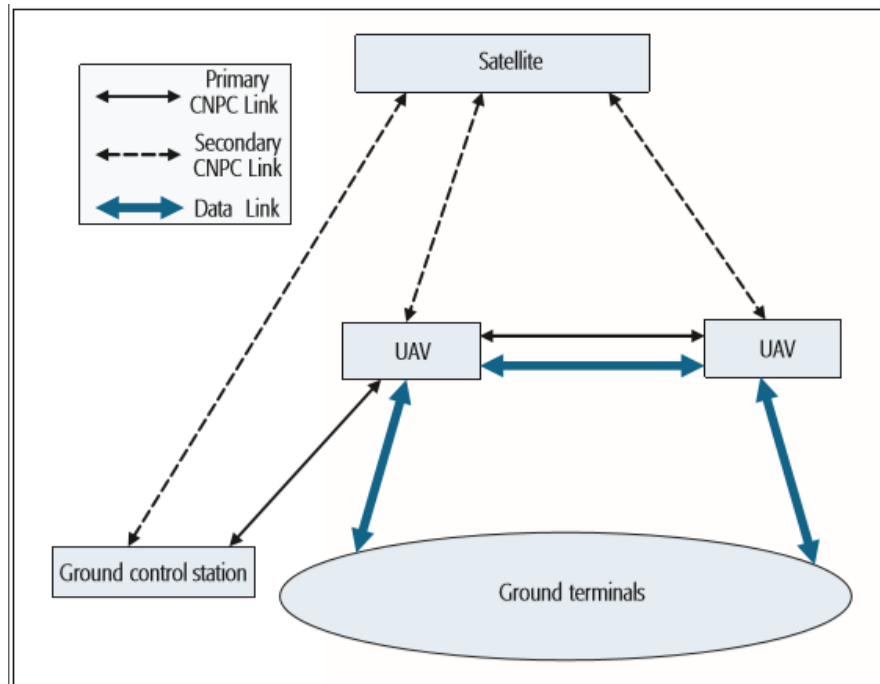 Satellite
Primary
CNPC Link
Secondary
CNPC Link
Data Link
UAV
UAV
Ground control station
Ground terminals